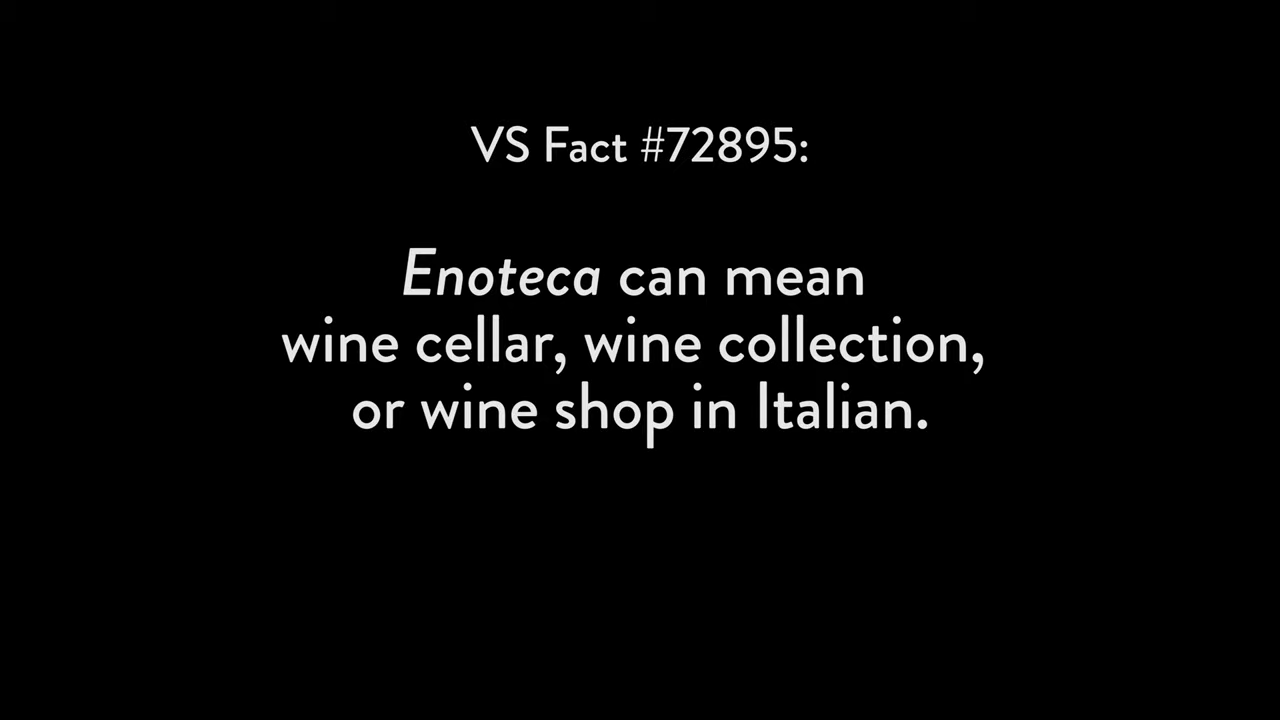 VS Fact #72895:
Enoteca can mean
wine cellar, wine collection,
or wine shop in Italian.